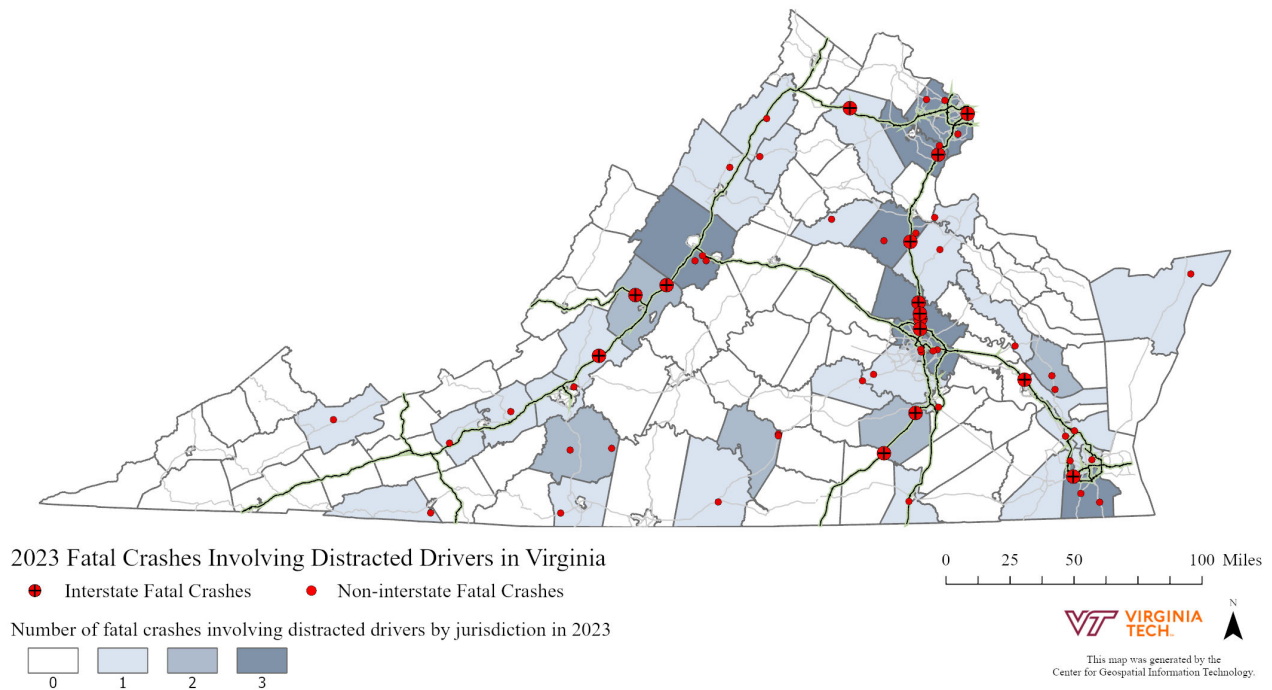 2023 Fatal Crashes Involving Distracted Drivers in Virginia
Interstate Fatal Crashes
Non-interstate Fatal Crashes
Number of fatal crashes involving distracted drivers by jurisdiction in 2023
0 1 2 3
0 25 50 100 Miles
VT VIRGINIA
TECH.
N
This map was generated by the
Center for Geospatial Information Technology.